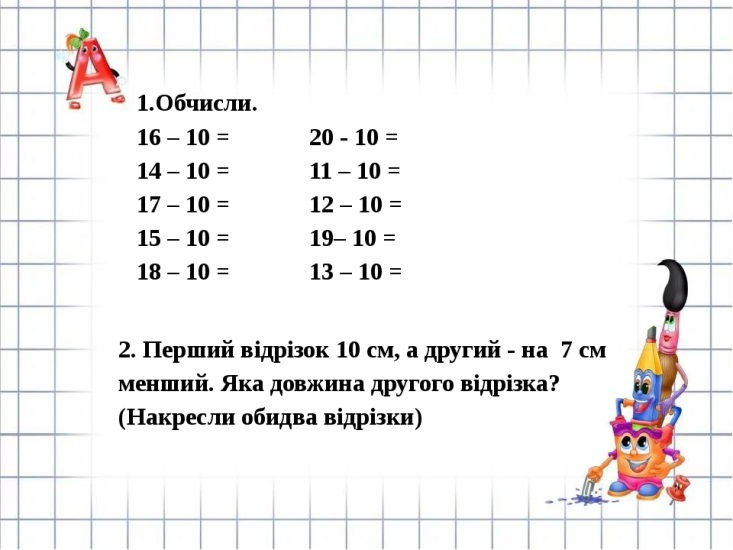 1.Обчисли.
16 – 10 = 20 - 10 =
14 – 10 = 11 – 10 =
17 – 10 = 12 – 10 =
15 – 10 = 19– 10 =
18 – 10 = 13 – 10 =
2. Перший відрізок 10 см, а другий - на 7 см
менший. Яка довжина другого відрізка?
(Накресли обидва відрізки)